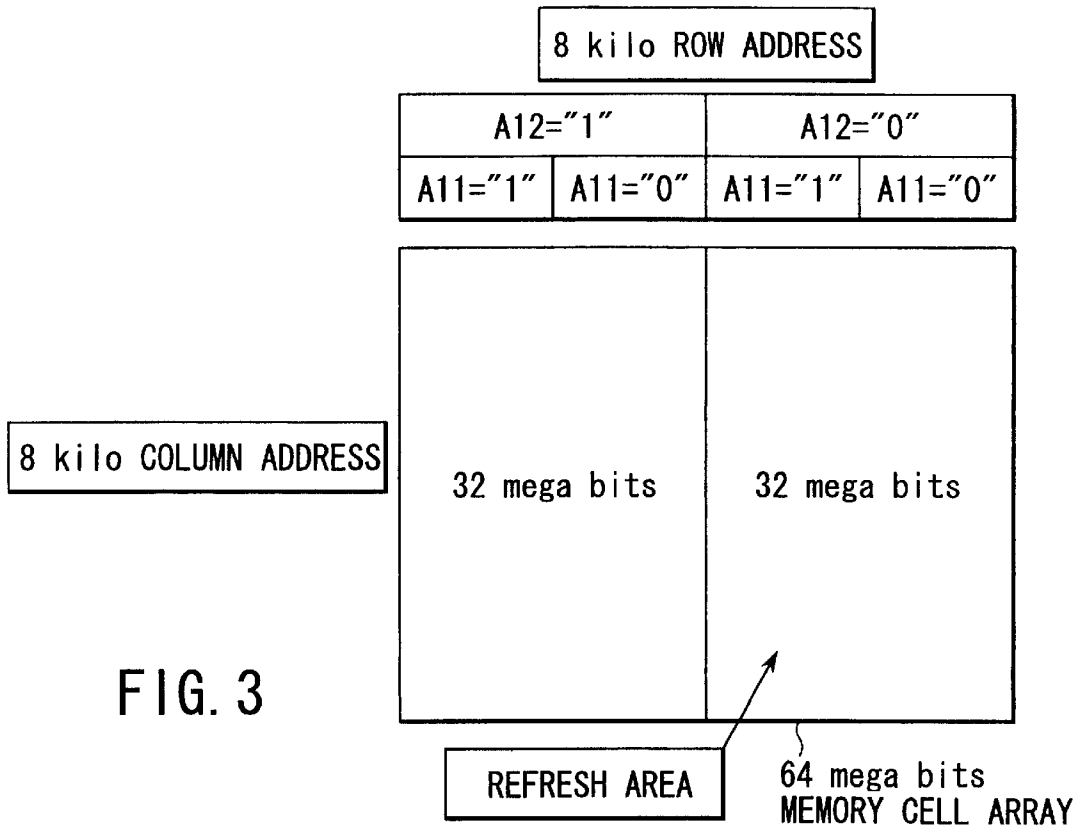 8 kilo ROW ADDRESS
A12="1" A12="0"
A11="1" A11="0" A11="1" A11="0"
8 kilo COLUMN ADDRESS
32 mega bits 32 mega bits
FIG. 3
REFRESH AREA
64 mega bits
MEMORY CELL ARRAY